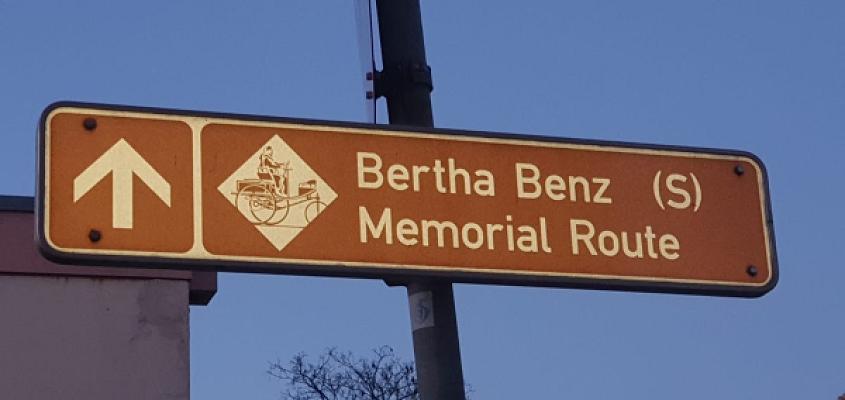 Bertha Benz (S)
Memorial Route